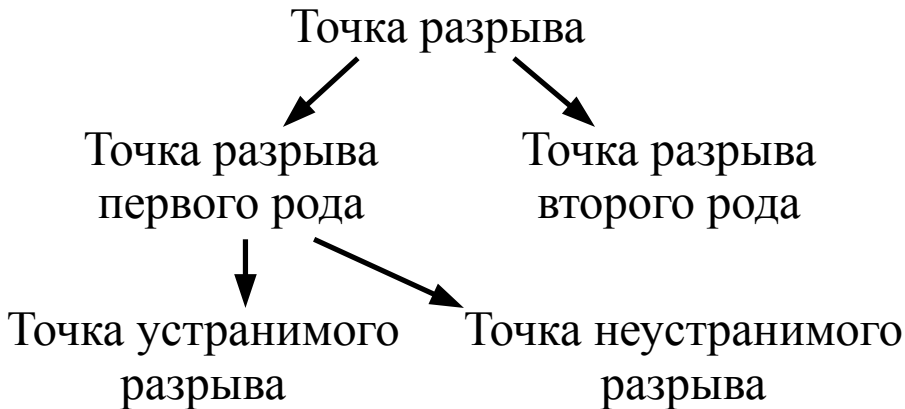 Точка разрыва
Точка разрыва
первого рода
Точка разрыва
второго рода
Точка устранимого
разрыва
Точка неустранимого
разрыва